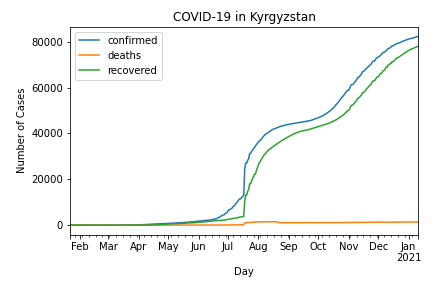 COVID-19 in Kyrgyzstan
confirmed
deaths
recovered
Number of Cases
80000
60000
40000
20000
0
Feb Mar Apr May Jun Jul Aug Sep Oct Nov Dec Jan
2021
Day